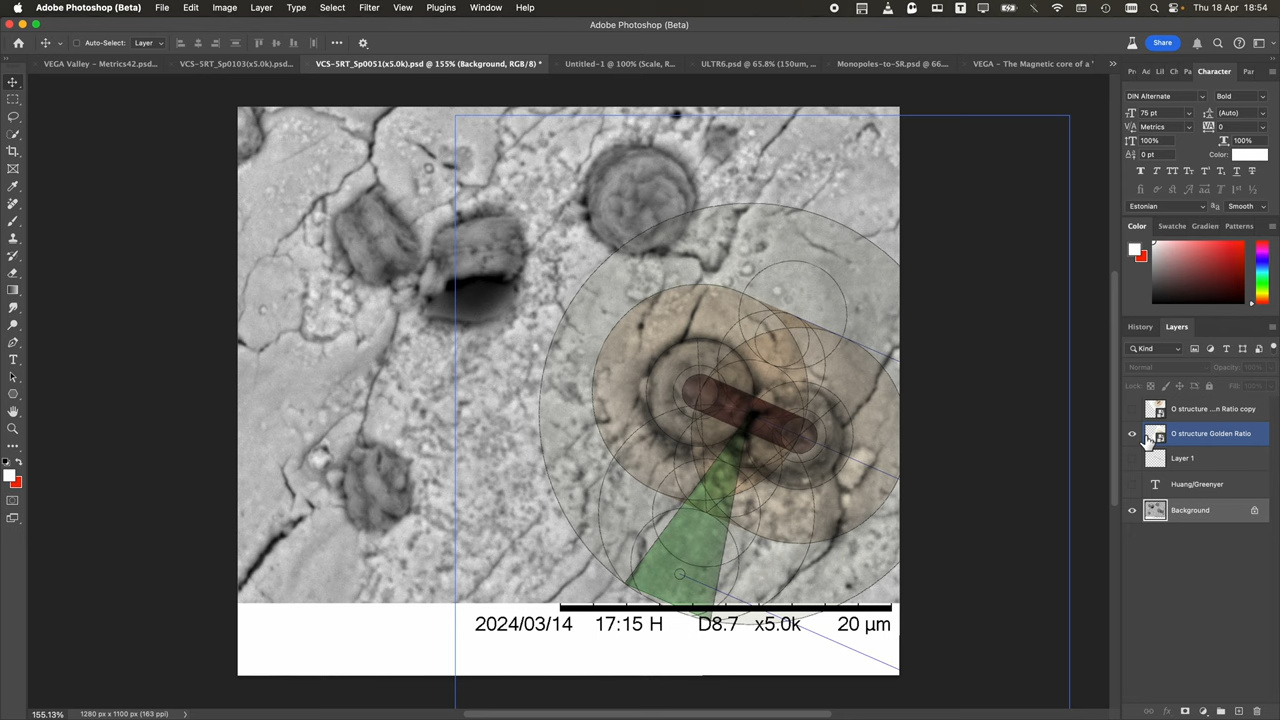 Adobe Photoshop (Beta) File Edit Image Layer Type Select Filter View Plugins Window Help Thu 18 Apr 18:54
Adobe Photoshop (Beta)
Auto-Select: Layer Share
VEGA Valley – Metrics42.psd... VCS-5RT_Sp0103(x5.0k).psd... VCS-5RT_Sp0051(x5.0k).psd @ 155% (Background, RGB/8) * Untitled-1 @ 100% (Scale, R... ULTR6.psd @ 65.8% (150um, ... Monopoles-to-SR.psd @ 66.... VEGA - The Magnetic core of a '
Character Par
DIN Alternate Bold
75 pt (Auto)
Metrics 0
100% 100%
0 pt Color:
Estonian Smooth
Color Swatche Gradien Patterns
History Layers
Kind
Normal Opacity: 100%
Lock: Fill: 100%
O structure ...n Ratio copy
O structure Golden Ratio
Layer 1
Huang/Greenyer
Background
2024/03/14 17:15 H D8.7 x5.0k 20 µm
155.13% 1280 px x 1100 px (163 ppi)